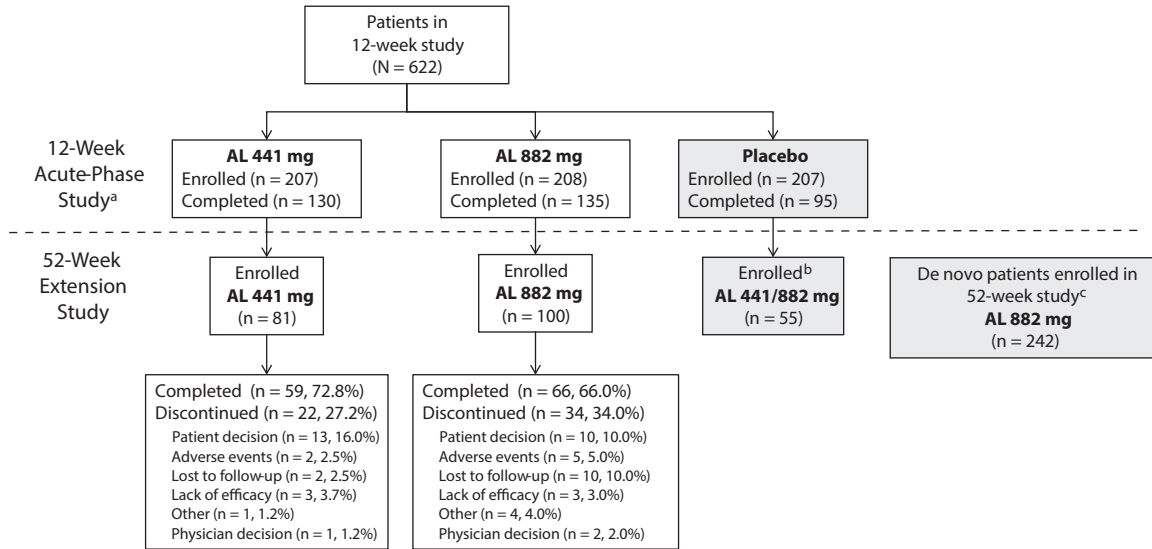 Patients in
12-week study
(N = 622)
12-Week
Acute-Phase
Studyᵃ
AL 441 mg
Enrolled (n = 207)
Completed (n = 130)
AL 882 mg
Enrolled (n = 208)
Completed (n = 135)
Placebo
Enrolled (n = 207)
Completed (n = 95)
52-Week
Extension
Study
Enrolled
AL 441 mg
(n = 81)
Enrolled
AL 882 mg
(n = 100)
Enrolledᵇ
AL 441/882 mg
(n = 55)
De novo patients enrolled in
52-week studyᶜ
AL 882 mg
(n = 242)
Completed (n = 59, 72.8%)
Discontinued (n = 22, 27.2%)
Patient decision (n = 13, 16.0%)
Adverse events (n = 2, 2.5%)
Lost to follow-up (n = 2, 2.5%)
Lack of efficacy (n = 3, 3.7%)
Other (n = 1, 1.2%)
Physician decision (n = 1, 1.2%)
Completed (n = 66, 66.0%)
Discontinued (n = 34, 34.0%)
Patient decision (n = 10, 10.0%)
Adverse events (n = 5, 5.0%)
Lost to follow-up (n = 10, 10.0%)
Lack of efficacy (n = 3, 3.0%)
Other (n = 4, 4.0%)
Physician decision (n = 2, 2.0%)